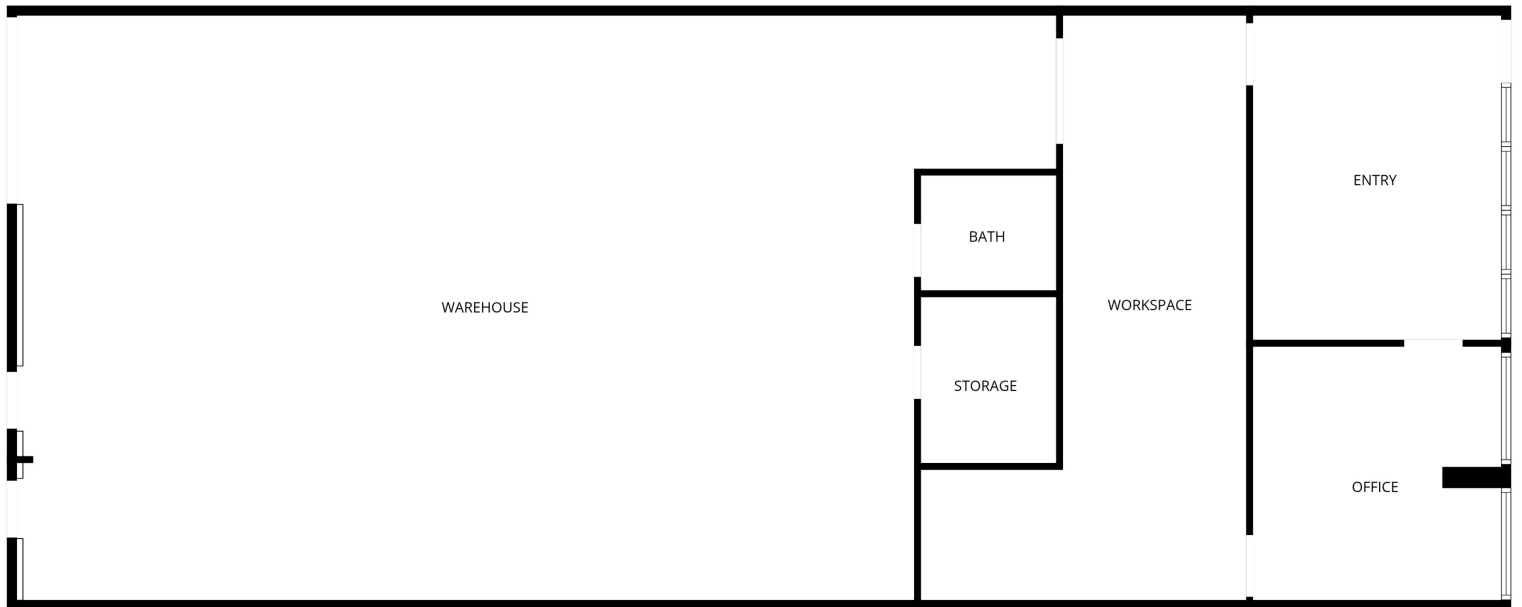 ENTRY
BATH
WORKSPACE
WAREHOUSE
STORAGE
OFFICE